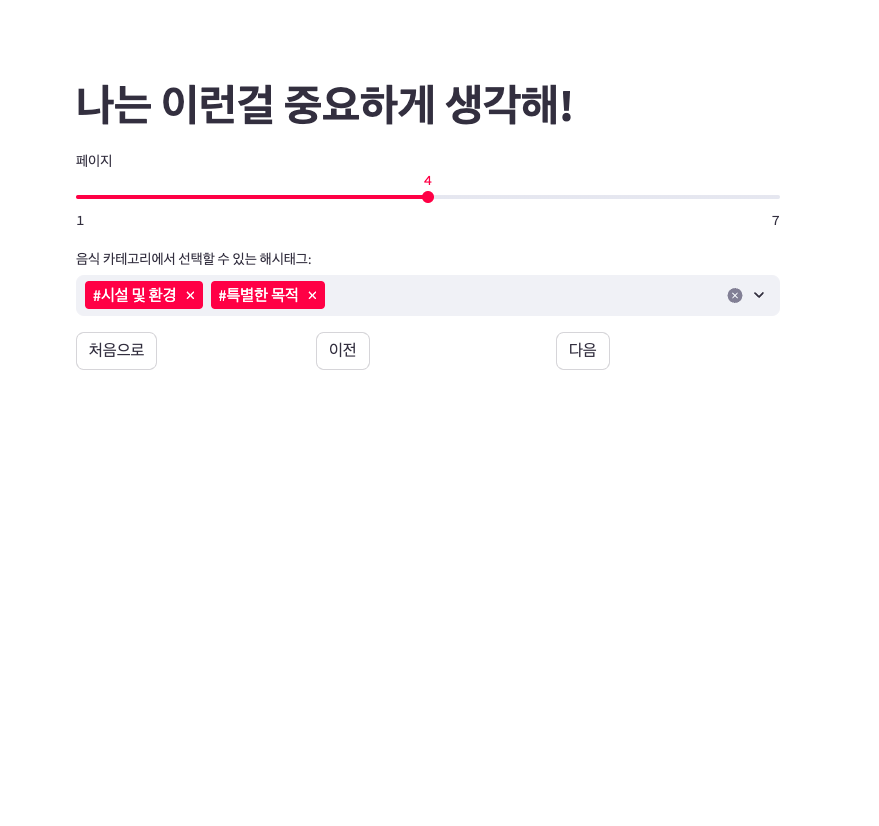 나는 이런걸 중요하게 생각해!
페이지
4
1 7
음식 카테고리에서 선택할 수 있는 해시태그:
#시설 및 환경 #특별한 목적
처음으로 이전 다음